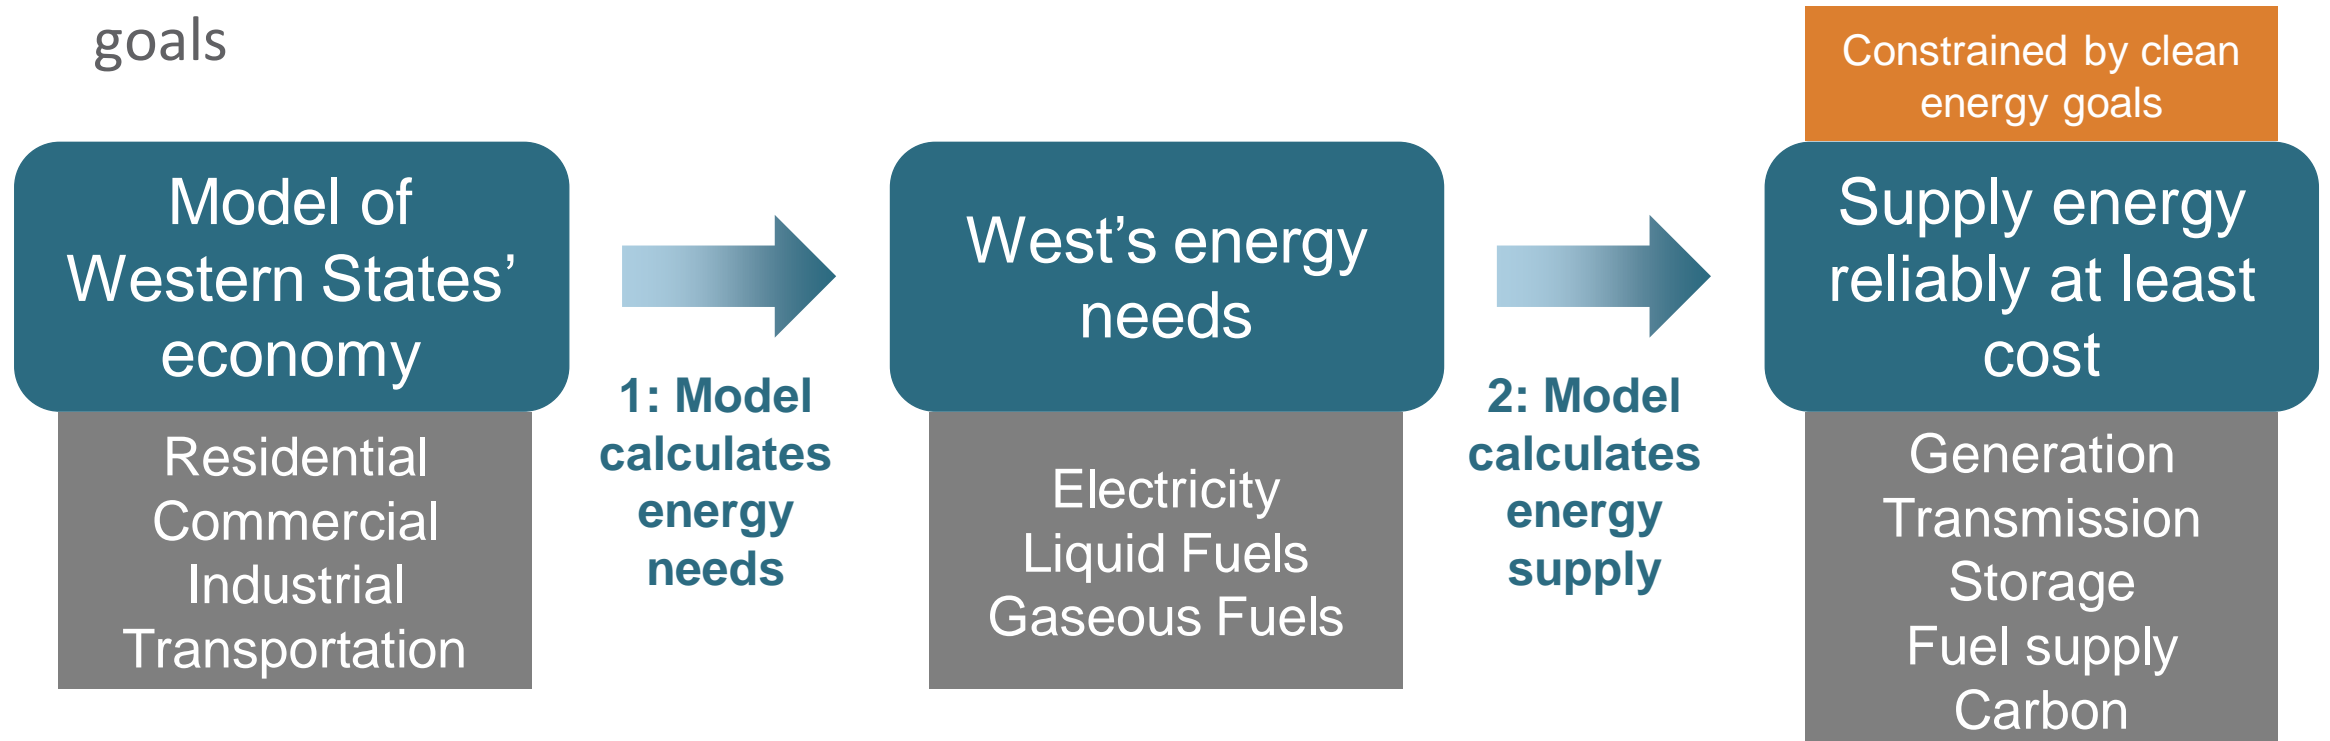 goals
Constrained by clean
energy goals
Model of
Western States’
economy
Residential
Commercial
Industrial
Transportation
1: Model
calculates
energy
needs
West’s energy
needs
Electricity
Liquid Fuels
Gaseous Fuels
2: Model
calculates
energy
supply
Supply energy
reliably at least
cost
Generation
Transmission
Storage
Fuel supply
Carbon